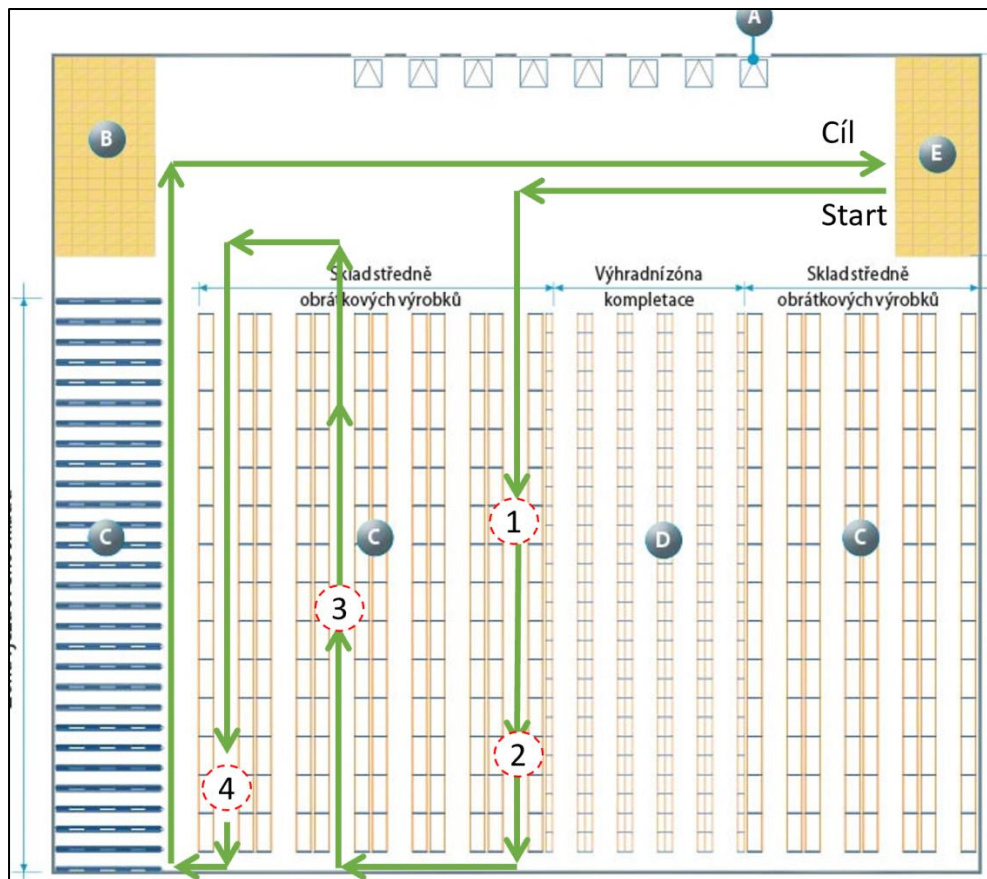 A
B
Cíl
E
Start
Sklad středně
obrátkových výrobků
Výhradní zóna
kompletace
Sklad středně
obrátkových výrobků
1
C
C
D
C
3
2
4